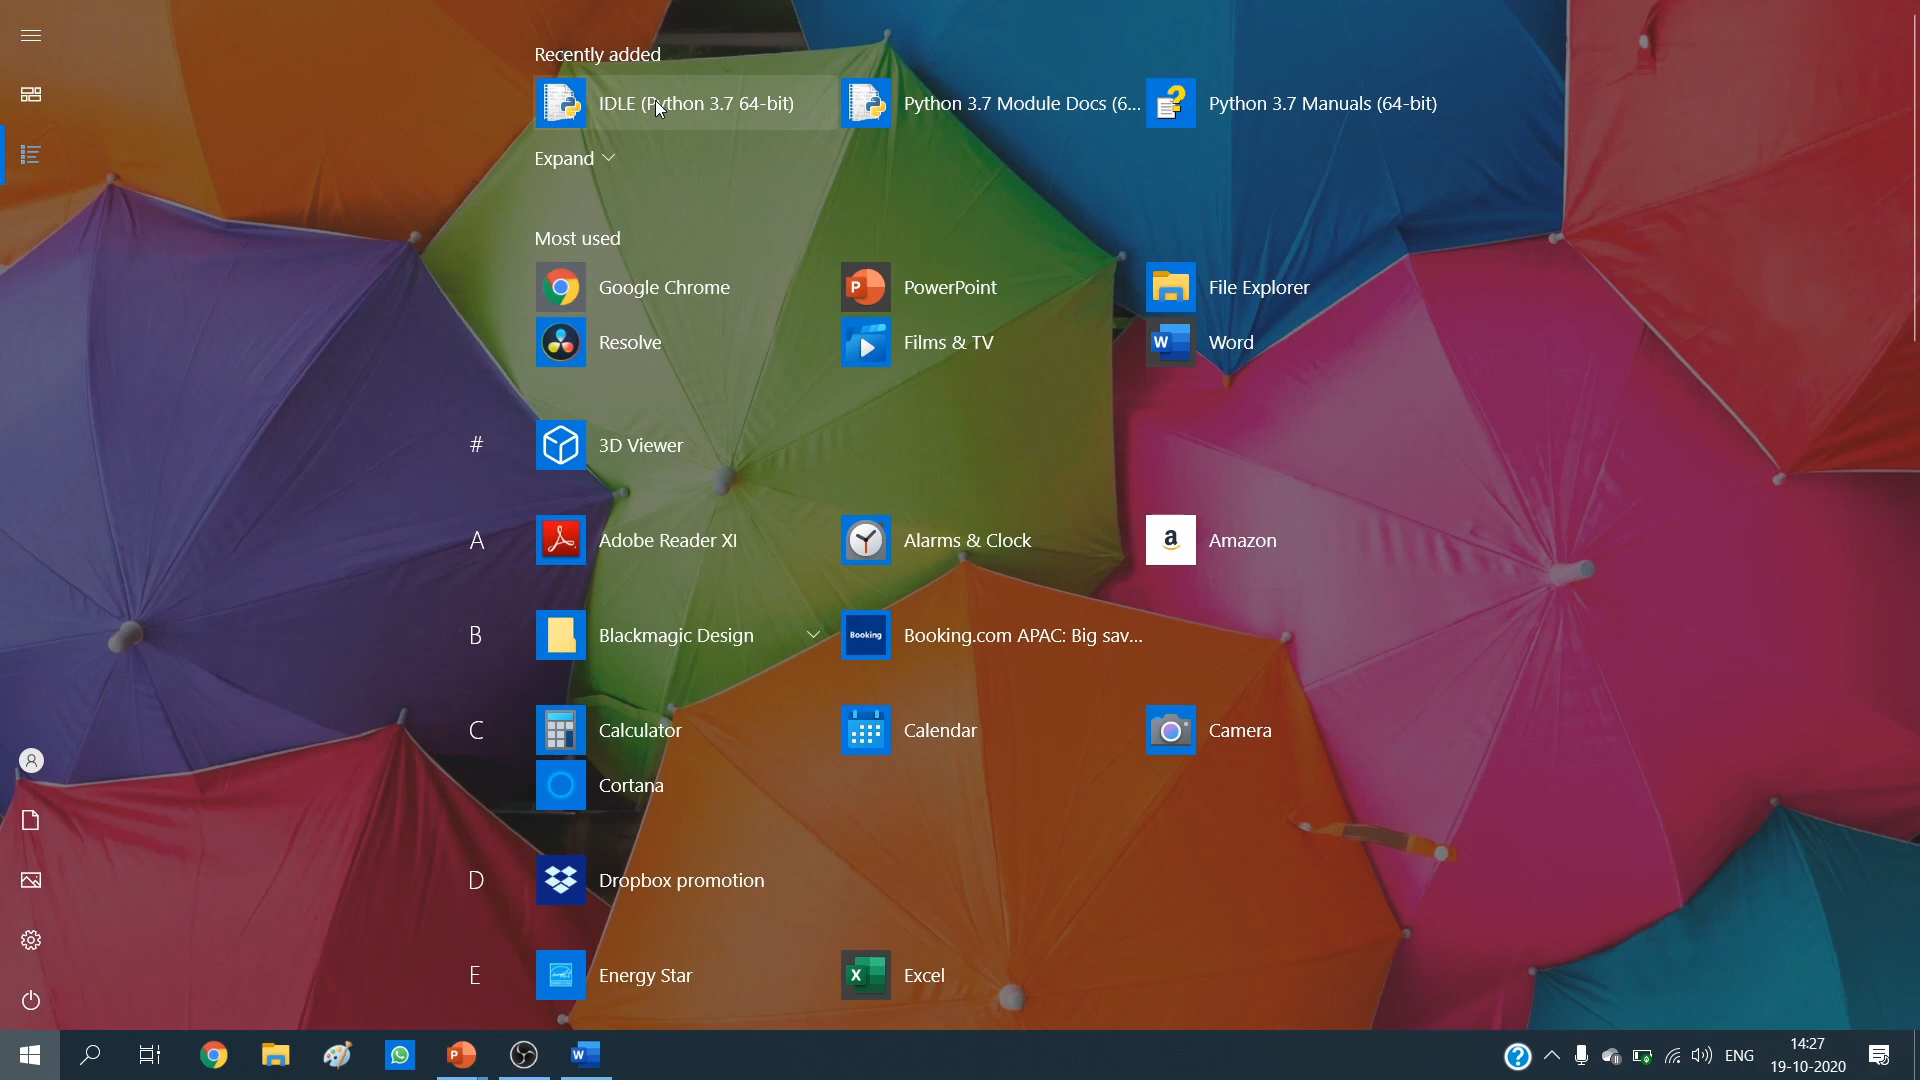 Recently added
IDLE (Python 3.7 64-bit)
Python 3.7 Module Docs (6...
Python 3.7 Manuals (64-bit)
Expand
Most used
Google Chrome
PowerPoint
File Explorer
Resolve
Films & TV
Word
#
3D Viewer
A
Adobe Reader XI
Alarms & Clock
Amazon
B
Blackmagic Design
Booking
Booking.com APAC: Big sav...
C
Calculator
Calendar
Camera
Cortana
D
Dropbox promotion
E
Energy Star
Excel
ENG
14:27
19-10-2020